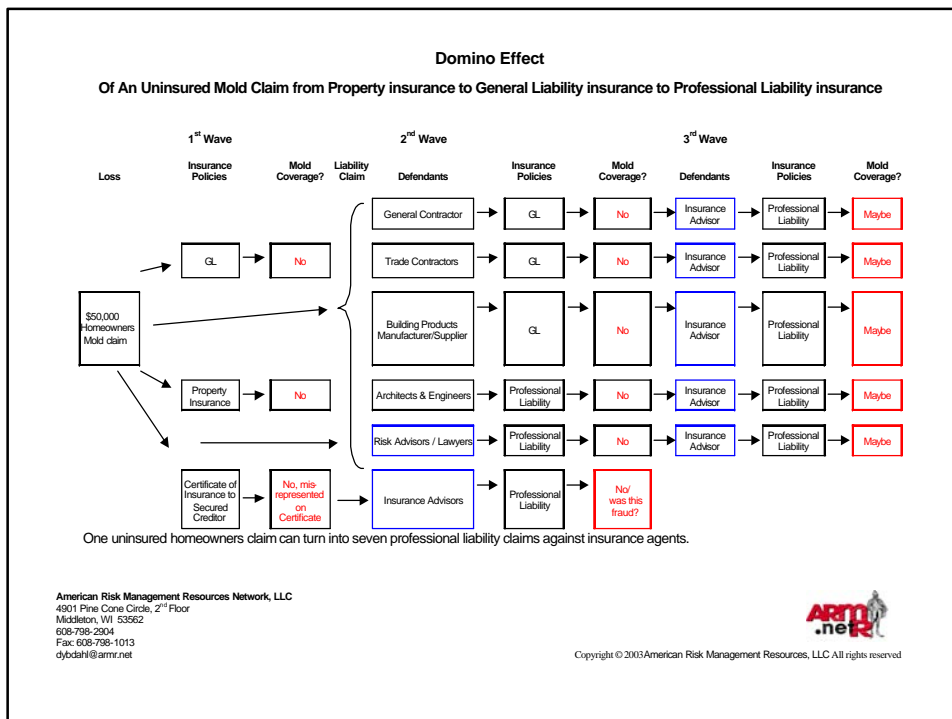 Domino Effect
Of An Uninsured Mold Claim from Property insurance to General Liability insurance to Professional Liability insurance
1st Wave
2nd Wave
3rd Wave
Loss
Insurance
Policies
Mold
Coverage?
Liability
Claim
Defendants
Insurance
Policies
Mold
Coverage?
Defendants
Insurance
Policies
Mold
Coverage?
General Contractor
GL
No
Insurance
Advisor
Professional
Liability
Maybe
GL
No
Trade Contractors
GL
No
Insurance
Advisor
Professional
Liability
Maybe
$50,000
Homeowners
Mold claim
Building Products
Manufacturer/Supplier
GL
No
Insurance
Advisor
Professional
Liability
Maybe
Property
Insurance
No
Architects & Engineers
Professional
Liability
No
Insurance
Advisor
Professional
Liability
Maybe
Risk Advisors / Lawyers
Professional
Liability
No
Insurance
Advisor
Professional
Liability
Maybe
Certificate of
Insurance to
Secured
Creditor
No, mis-
represented
on
Certificate
Insurance Advisors
Professional
Liability
No/
was this
fraud?
One uninsured homeowners claim can turn into seven professional liability claims against insurance agents.
American Risk Management Resources Network, LLC
4901 Pine Cone Circle, 2nd Floor
Middleton, WI 53562
608-798-2904
Fax: 608-798-1013
dybdahl@armr.net
ARMR
.net
Copyright © 2003American Risk Management Resources, LLC All rights reserved